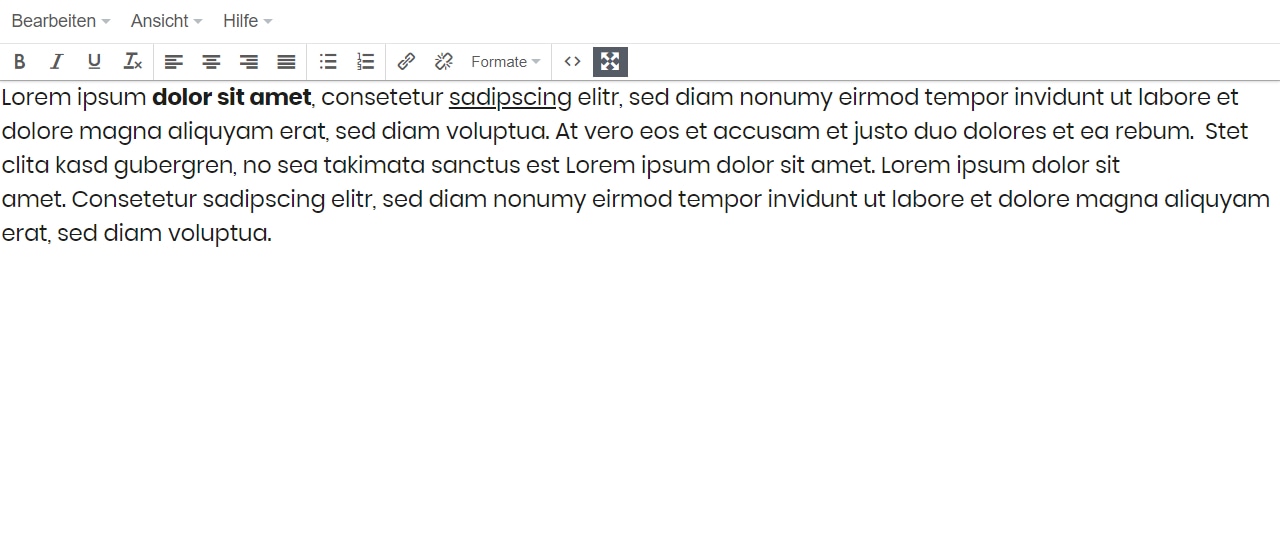 Bearbeiten Ansicht Hilfe
B I U Ix Formate <>
Lorem ipsum dolor sit amet, consetetur sadipscing elitr, sed diam nonumy eirmod tempor invidunt ut labore et
dolore magna aliquyam erat, sed diam voluptua. At vero eos et accusam et justo duo dolores et ea rebum.  Stet
clita kasd gubergren, no sea takimata sanctus est Lorem ipsum dolor sit amet. Lorem ipsum dolor sit
amet. Consetetur sadipscing elitr, sed diam nonumy eirmod tempor invidunt ut labore et dolore magna aliquyam
erat, sed diam voluptua.